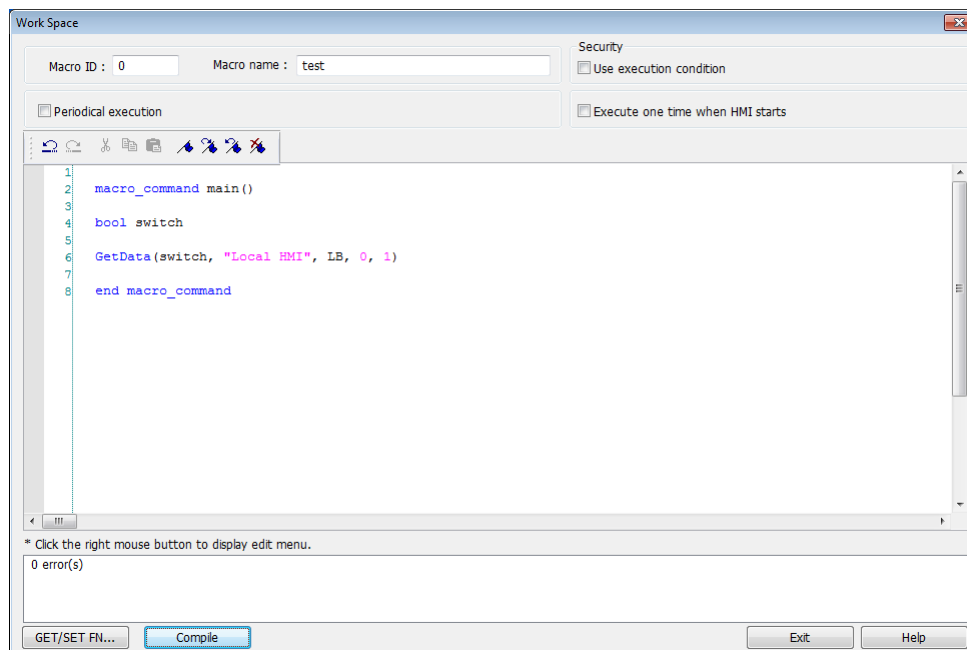 Work Space
Macro ID : 0 Macro name : test
Security
Use execution condition
Periodical execution
Execute one time when HMI starts
1
2 macro_command main()
3
4 bool switch
5
6 GetData(switch, "Local HMI", LB, 0, 1)
7
8 end macro_command
* Click the right mouse button to display edit menu.
0 error(s)
GET/SET FN... Compile Exit Help